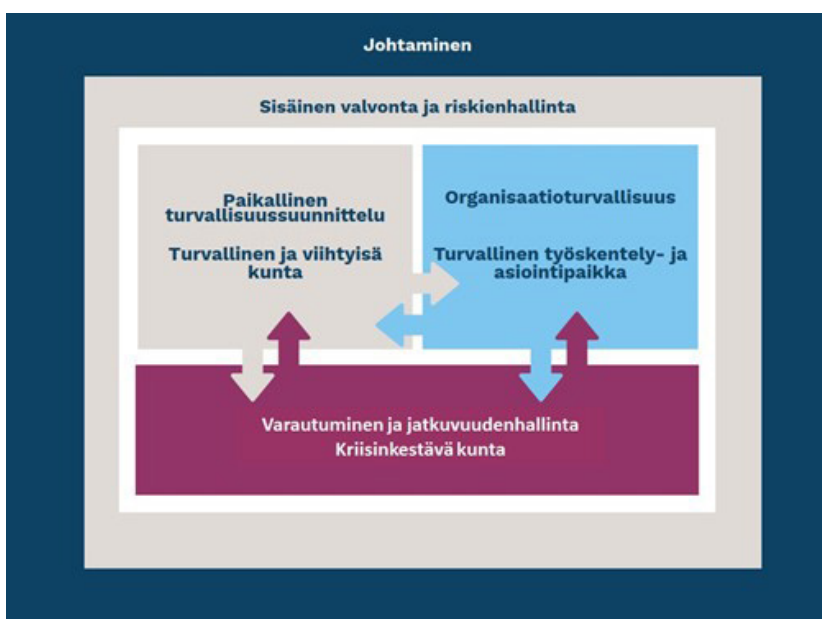 Johtaminen
Sisäinen valvonta ja riskienhallinta
Paikallinen
turvallisuussuunnittelu
Turvallinen ja viihtyisä
kunta
Organisaatioturvallisuus
Turvallinen työskentely- ja
asiointipaikka
Varautuminen ja jatkuvuudenhallinta
Kriisinkestävä kunta